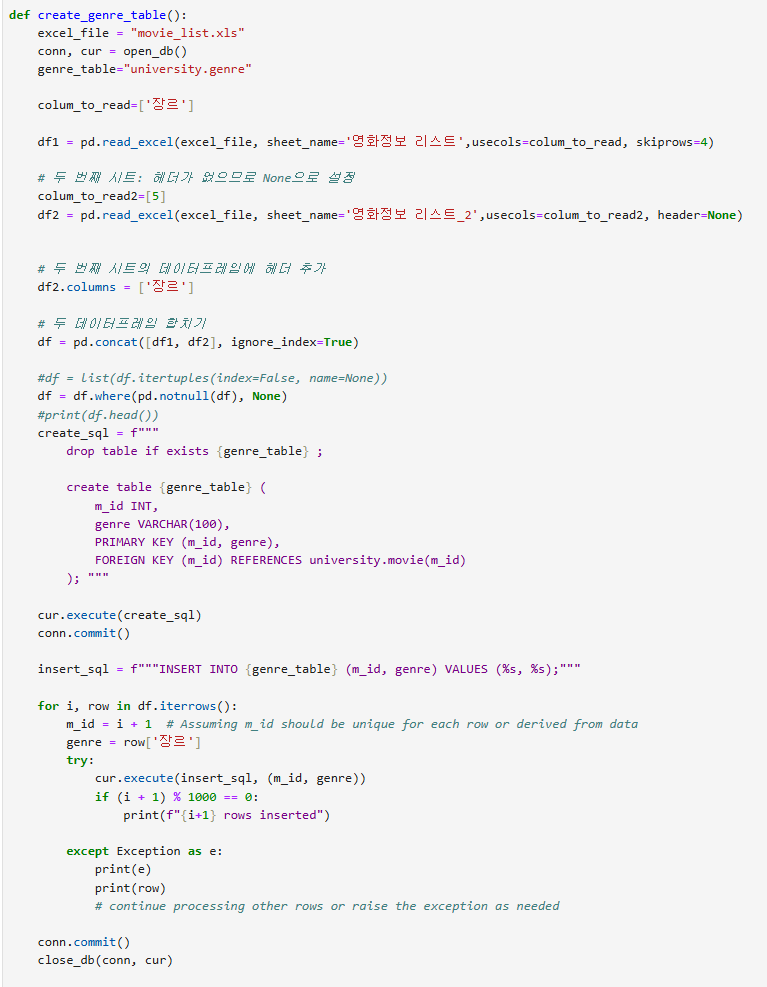 def create_genre_table():
    excel_file = "movie_list.xls"
    conn, cur = open_db()
    genre_table="university.genre"

    colum_to_read=['장르']

    df1 = pd.read_excel(excel_file, sheet_name='영화정보 리스트',usecols=colum_to_read, skiprows=4)

    # 두 번째 시트: 헤더가 없으므로 None으로 설정
    colum_to_read2=[5]
    df2 = pd.read_excel(excel_file, sheet_name='영화정보 리스트_2',usecols=colum_to_read2, header=None)


    # 두 번째 시트의 데이터프레임에 헤더 추가
    df2.columns = ['장르']

    # 두 데이터프레임 합치기
    df = pd.concat([df1, df2], ignore_index=True)

    #df = list(df.itertuples(index=False, name=None))
    df = df.where(pd.notnull(df), None)
    #print(df.head())
    create_sql = f"""
        drop table if exists {genre_table} ;

        create table {genre_table} (
            m_id INT,
            genre VARCHAR(100),
            PRIMARY KEY (m_id, genre),
            FOREIGN KEY (m_id) REFERENCES university.movie(m_id)
        ); """

    cur.execute(create_sql)
    conn.commit()

    insert_sql = f"""INSERT INTO {genre_table} (m_id, genre) VALUES (%s, %s);"""

    for i, row in df.iterrows():
        m_id = i + 1  # Assuming m_id should be unique for each row or derived from data
        genre = row['장르']
        try:
            cur.execute(insert_sql, (m_id, genre))
            if (i + 1) % 1000 == 0:
                print(f"{i+1} rows inserted")

        except Exception as e:
            print(e)
            print(row)
            # continue processing other rows or raise the exception as needed

    conn.commit()
    close_db(conn, cur)